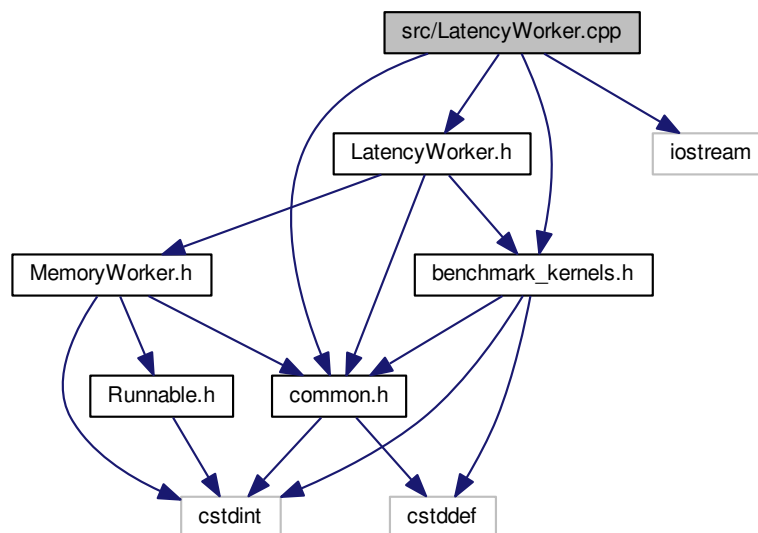 src/LatencyWorker.cpp
LatencyWorker.h
iostream
MemoryWorker.h
benchmark_kernels.h
Runnable.h
common.h
cstdint
cstddef